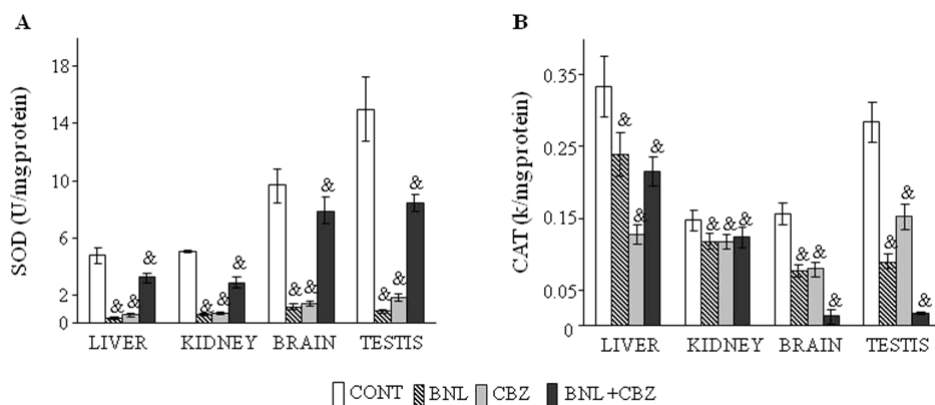 A
SOD (U/mgprotein)
18
14
10
6
2
0
& & & & & & & & & & & &
LIVER KIDNEY BRAIN TESTIS
B
CAT (k/mgprotein)
0.35
0.25
0.15
0.05
0
& & & & & & & & & & & &
LIVER KIDNEY BRAIN TESTIS
CONT BNL CBZ BNL+CBZ